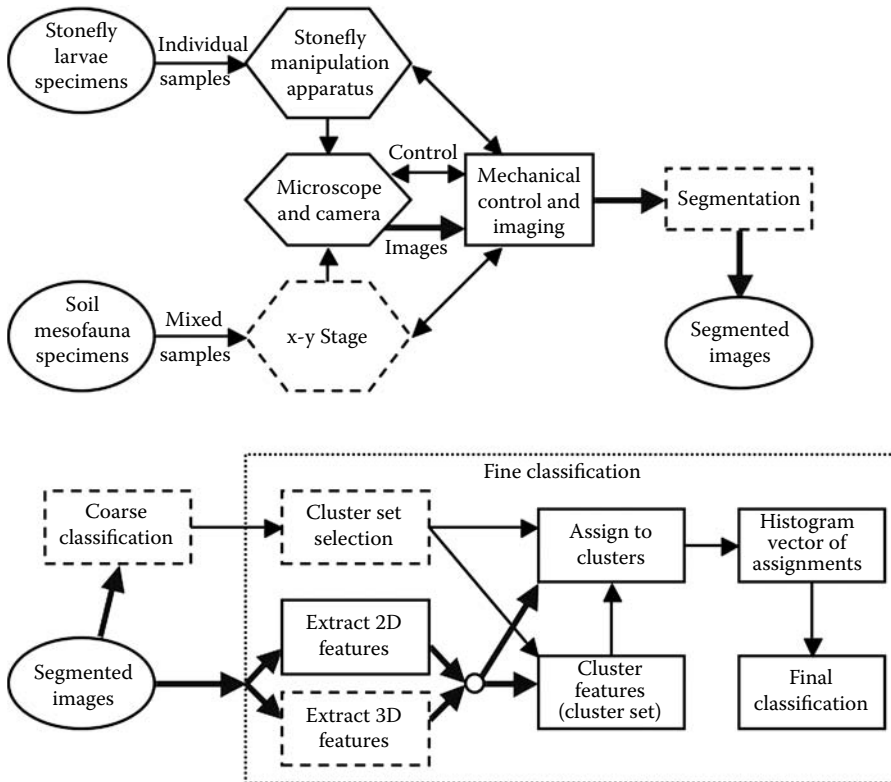 Stonefly
larvae
specimens
Individual
samples
Stonefly
manipulation
apparatus
Microscope
and camera
Control
Images
Mechanical
control and
imaging
Segmentation
Segmented
images
Soil
mesofauna
specimens
Mixed
samples
x-y Stage
Fine classification
Coarse
classification
Cluster set
selection
Assign to
clusters
Histogram
vector of
assignments
Segmented
images
Extract 2D
features
Extract 3D
features
Cluster
features
(cluster set)
Final
classification